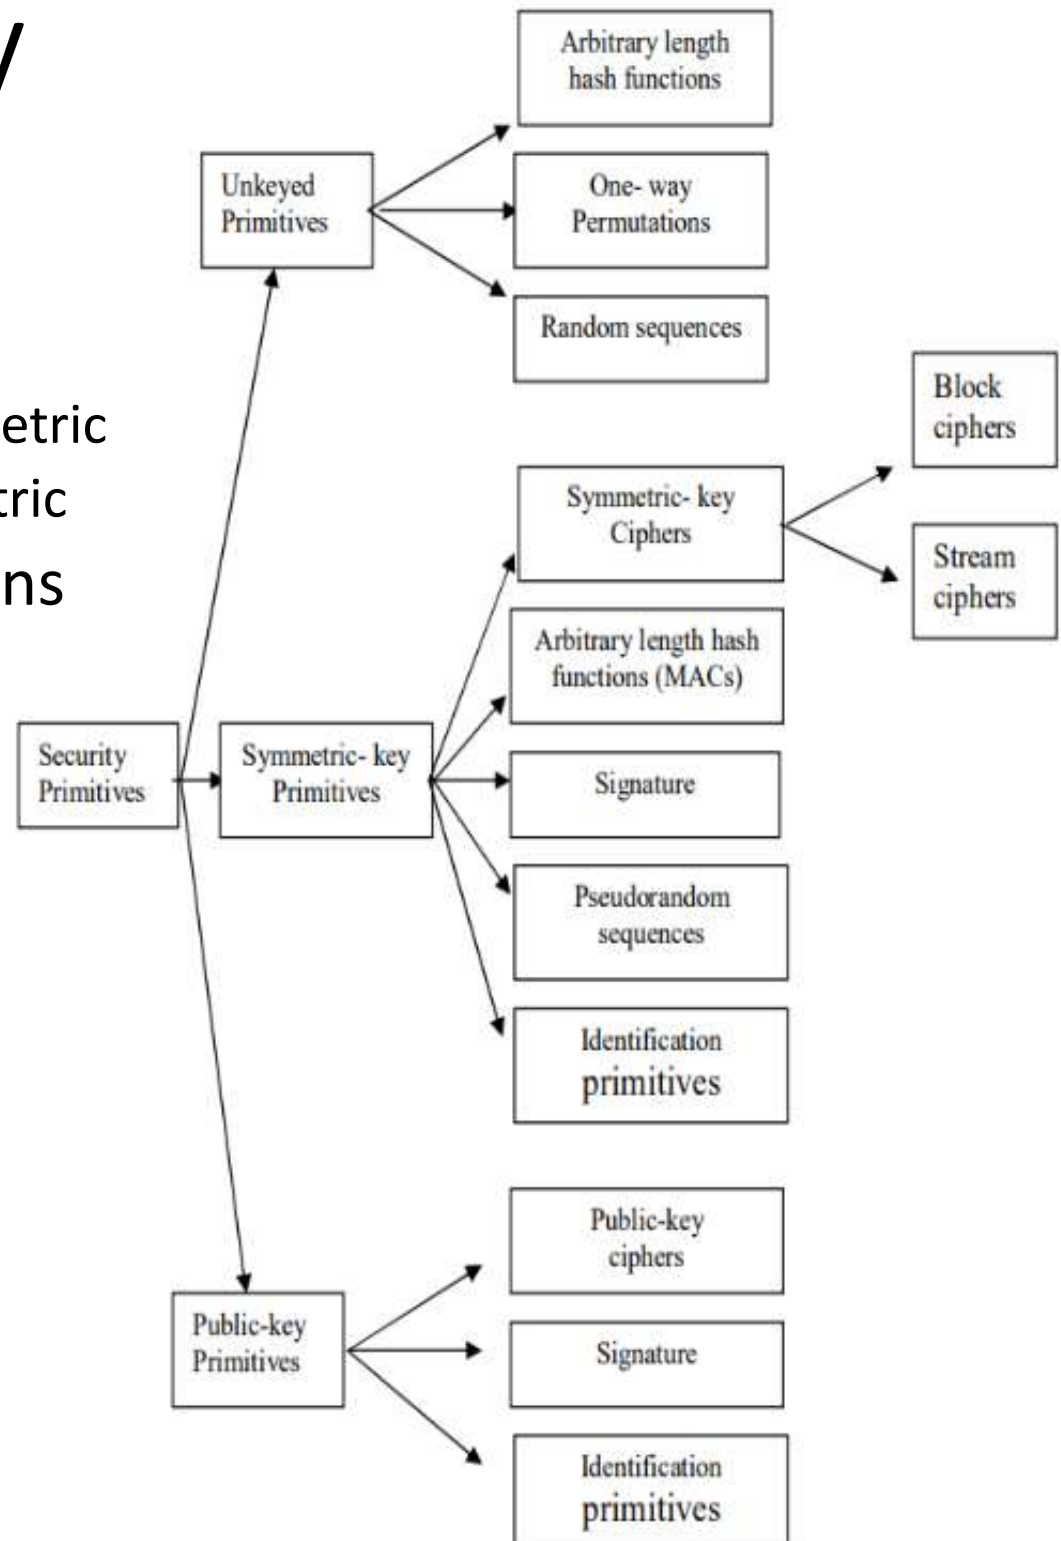 y
etric
tric
ns
Arbitrary length
hash functions
Unkeyed
Primitives
One- way
Permutations
Random sequences
Block
ciphers
Symmetric- key
Ciphers
Stream
ciphers
Arbitrary length hash
functions (MACs)
Security
Primitives
Symmetric- key
Primitives
Signature
Pseudorandom
sequences
Identification
primitives
Public-key
ciphers
Public-key
Primitives
Signature
Identification
primitives